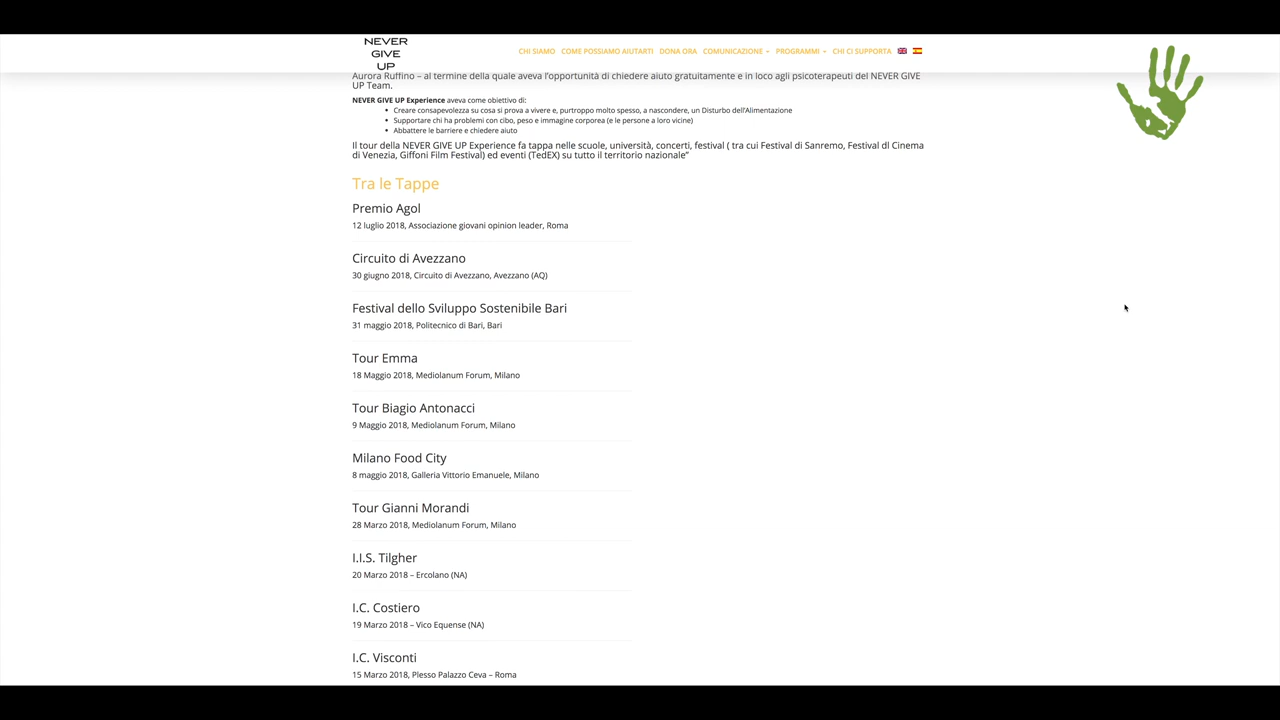 NEVER
GIVE
UP
CHI SIAMO COME POSSIAMO AIUTARTI DONA ORA COMUNICAZIONE PROGRAMMI CHI CI SUPPORTA
Aurora Ruffino – al termine della quale aveva l'opportunità di chiedere aiuto gratuitamente e in loco agli psicoterapeuti del NEVER GIVE
UP Team.
NEVER GIVE UP Experience aveva come obiettivo di:
Creare consapevolezza su cosa si prova a vivere e, purtroppo molto spesso, a nascondere, un Disturbo dell'Alimentazione
Supportare chi ha problemi con cibo, peso e immagine corporea (e le persone a loro vicine)
Abbattere le barriere e chiedere aiuto
Il tour della NEVER GIVE UP Experience fa tappa nelle scuole, università, concerti, festival ( tra cui Festival di Sanremo, Festival dI Cinema
di Venezia, Giffoni Film Festival) ed eventi (TedEX) su tutto il territorio nazionale"
Tra le Tappe
Premio Agol
12 luglio 2018, Associazione giovani opinion leader, Roma
Circuito di Avezzano
30 giugno 2018, Circuito di Avezzano, Avezzano (AQ)
Festival dello Sviluppo Sostenibile Bari
31 maggio 2018, Politecnico di Bari, Bari
Tour Emma
18 Maggio 2018, Mediolanum Forum, Milano
Tour Biagio Antonacci
9 Maggio 2018, Mediolanum Forum, Milano
Milano Food City
8 maggio 2018, Galleria Vittorio Emanuele, Milano
Tour Gianni Morandi
28 Marzo 2018, Mediolanum Forum, Milano
I.I.S. Tilgher
20 Marzo 2018 – Ercolano (NA)
I.C. Costiero
19 Marzo 2018 – Vico Equense (NA)
I.C. Visconti
15 Marzo 2018, Plesso Palazzo Ceva – Roma